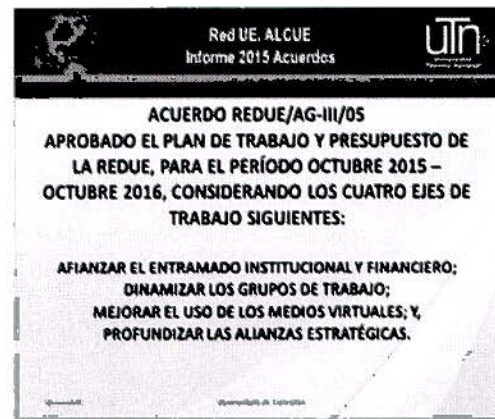 Red UE. ALCUE
Informe 2015 Acuerdos
utn
Universidad
ACUERDO REDUE/AG-III/05
APROBADO EL PLAN DE TRABAJO Y PRESUPUESTO DE
LA REDUE, PARA EL PERÍODO OCTUBRE 2015 –
OCTUBRE 2016, CONSIDERANDO LOS CUATRO EJES DE
TRABAJO SIGUIENTES:
AFIANZAR EL ENTRAMADO INSTITUCIONAL Y FINANCIERO;
DINAMIZAR LOS GRUPOS DE TRABAJO;
MEJORAR EL USO DE LOS MEDIOS VIRTUALES; Y,
PROFUNDIZAR LAS ALIANZAS ESTRATÉGICAS.